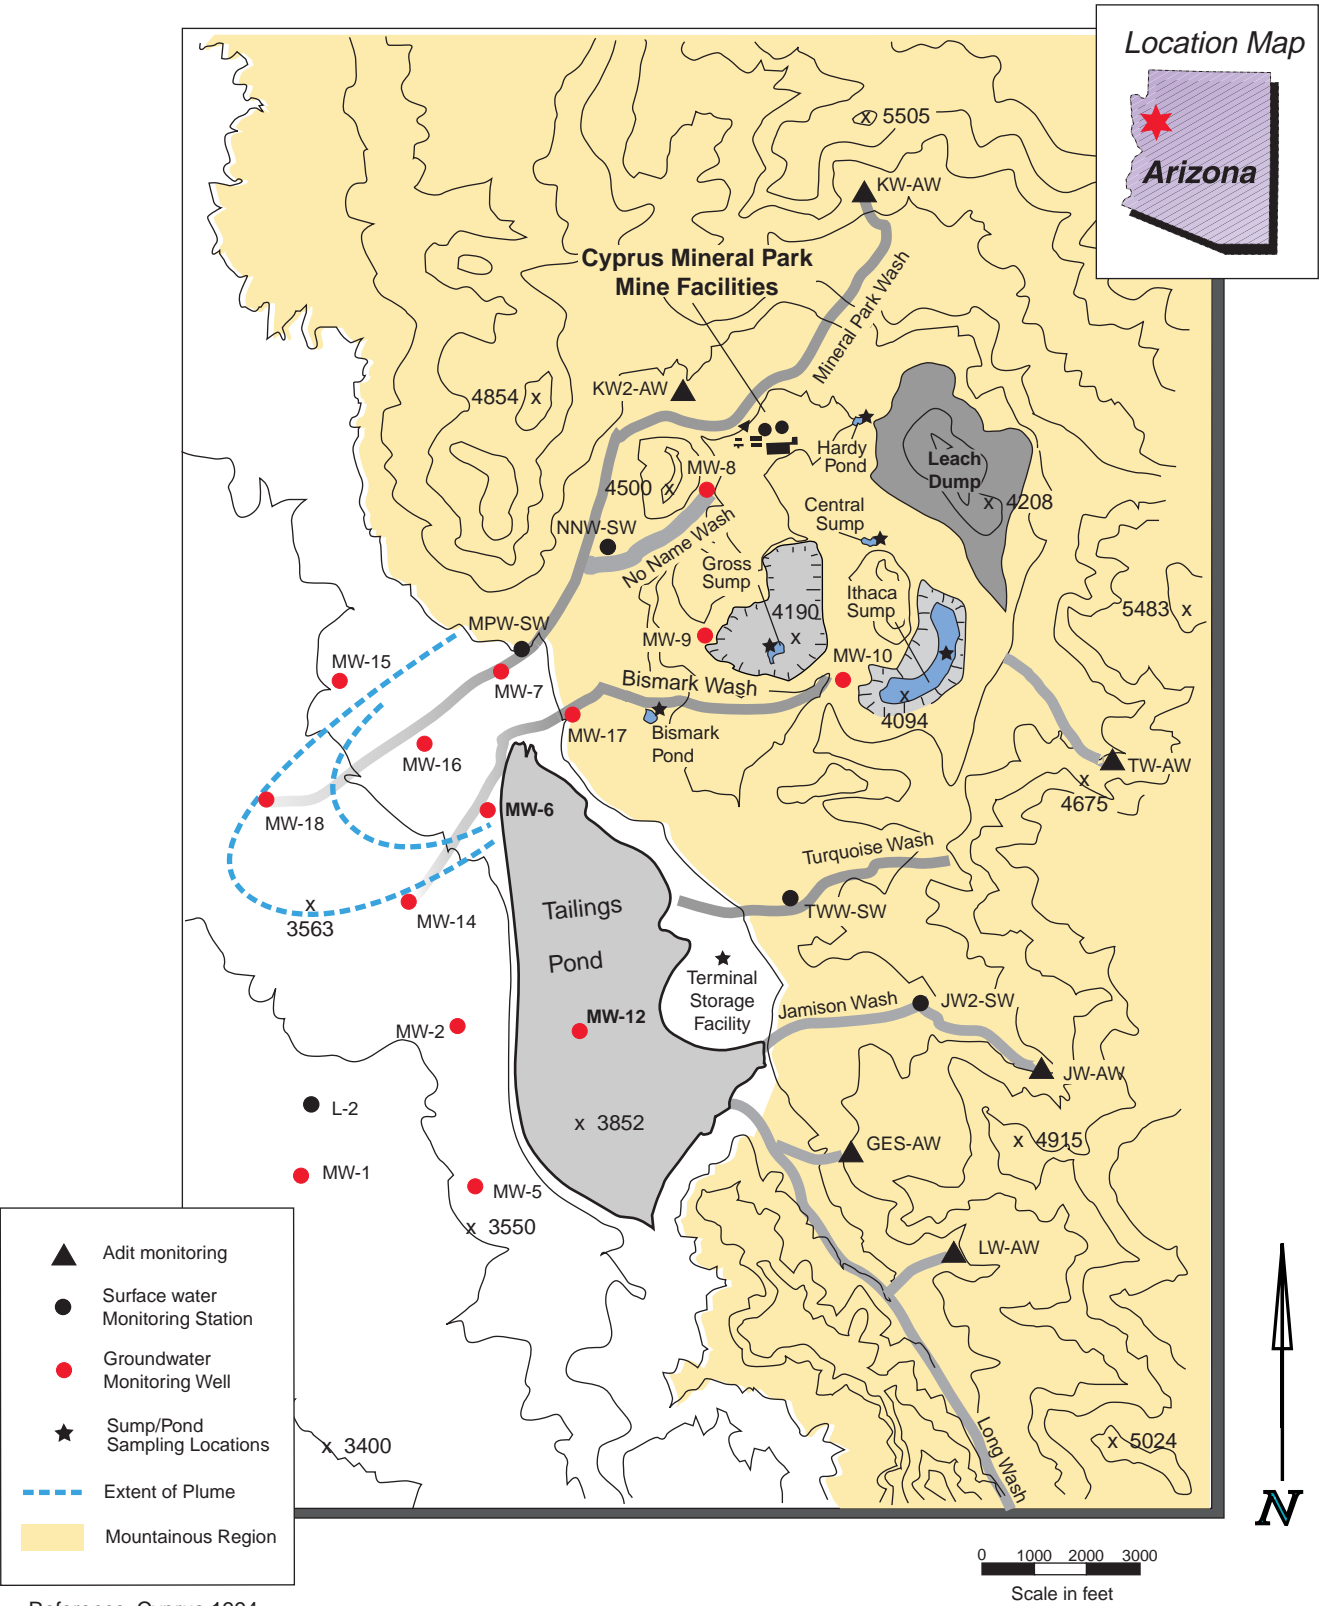 Location Map
Arizona
x 5505
KW-AW
Cyprus Mineral Park
Mine Facilities
Mineral Park Wash
KW2-AW
4854 x
Hardy
Pond
Leach
Dump
x 4208
MW-8
4500 x
Central
Sump
NNW-SW
No Name Wash
Gross
Sump
Ithaca
Sump
4190
x
5483 x
MPW-SW
MW-9
MW-10
MW-15
MW-7
Bismark Wash
x
4094
MW-17
Bismark
Pond
MW-16
TW-AW
x
4675
MW-18
MW-6
Turquoise Wash
x
3563
MW-14
Tailings
Pond
TWW-SW
Terminal
Storage
Facility
Jamison Wash
JW2-SW
MW-2
MW-12
JW-AW
L-2
x 3852
x 4915
GES-AW
MW-1
MW-5
x 3550
LW-AW
Adit monitoring
Surface water
Monitoring Station
Groundwater
Monitoring Well
Sump/Pond
Sampling Locations
Extent of Plume
Mountainous Region
x 3400
Long Wash
x 5024
N
0 1000 2000 3000
Scale in feet